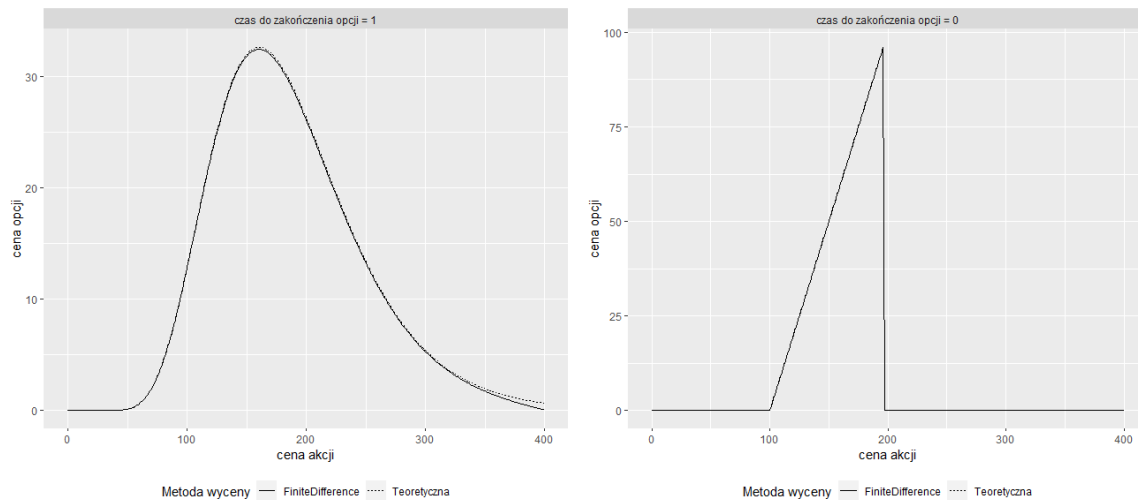 czas do zakończenia opcji = 1
30
20
10
0
cena opcji
0
100
200
300
400
cena akcji
Metoda wyceny
FiniteDifference
Teoretyczna
czas do zakończenia opcji = 0
100
75
50
25
0
cena opcji
0
100
200
300
400
cena akcji
Metoda wyceny
FiniteDifference
Teoretyczna